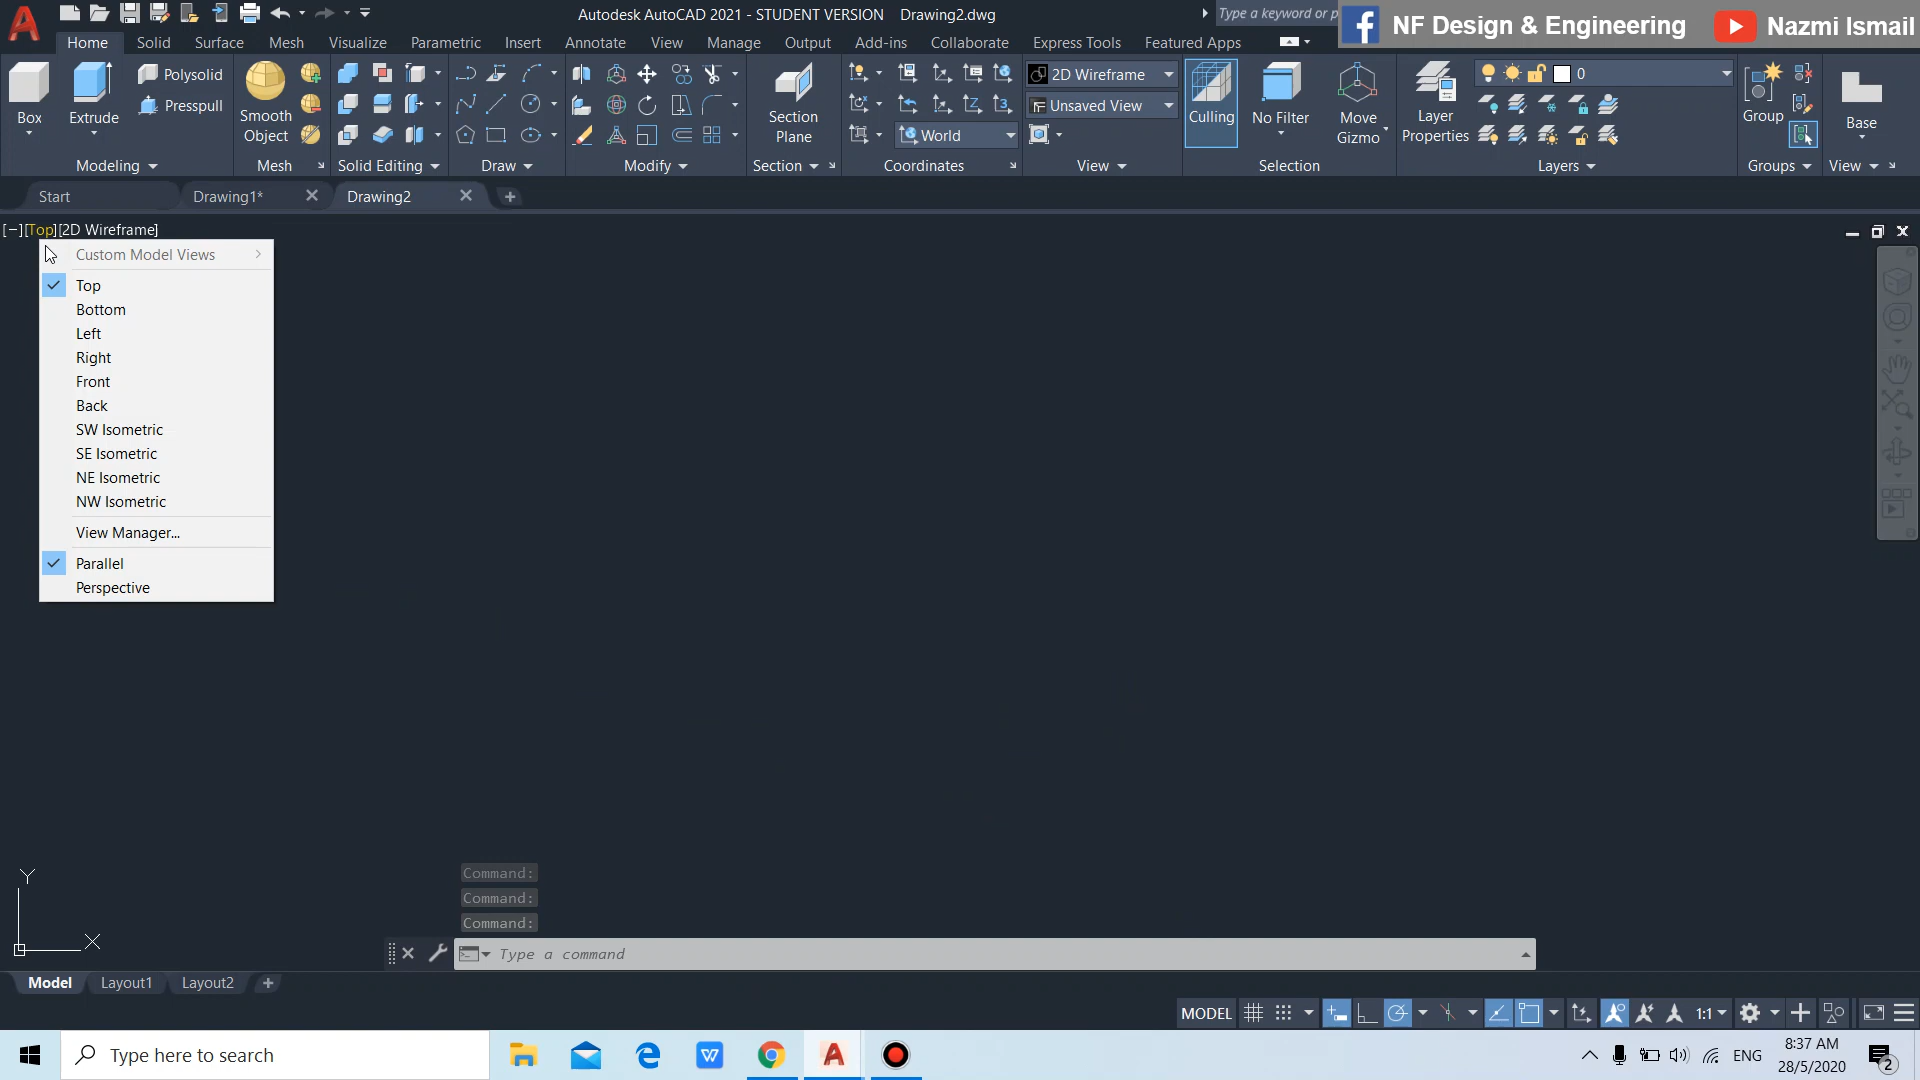 Autodesk AutoCAD 2021 - STUDENT VERSION Drawing2.dwg
Type a keyword or p
NF Design & Engineering
Nazmi Ismail
Home Solid Surface Mesh Visualize Parametric Insert Annotate View Manage Output Add-ins Collaborate Express Tools Featured Apps
Box
Extrude
Polysolid
Presspull
Smooth
Object
Section
Plane
World
2D Wireframe
Unsaved View
Culling
No Filter
Move
Gizmo
Layer
Properties
0
Group
Base
Modeling Mesh Solid Editing Draw Modify Section Coordinates View Selection Layers Groups View
Start Drawing1* Drawing2
[−][Top][2D Wireframe]
Custom Model Views
Top
Bottom
Left
Right
Front
Back
SW Isometric
SE Isometric
NE Isometric
NW Isometric
View Manager...
Parallel
Perspective
Y
X
Command:
Command:
Command:
Type a command
Model Layout1 Layout2
MODEL
1:1
Type here to search
ENG
8:37 AM
28/5/2020
2